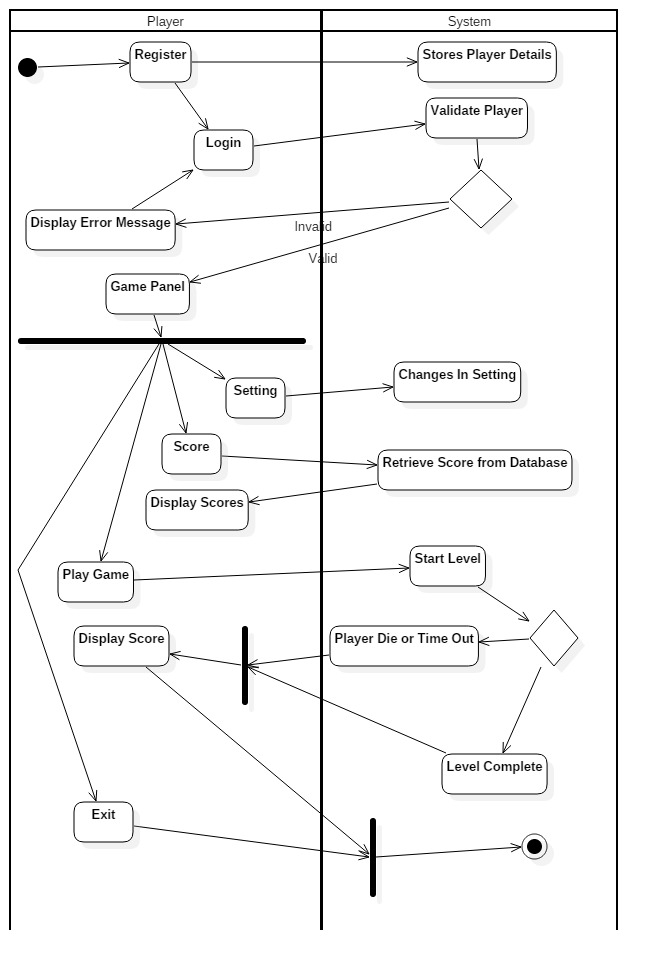 Player
System
Register
Stores Player Details
Validate Player
Login
Display Error Message
Invalid
Valid
Game Panel
Setting
Changes In Setting
Score
Retrieve Score from Database
Display Scores
Start Level
Play Game
Display Score
Player Die or Time Out
Level Complete
Exit